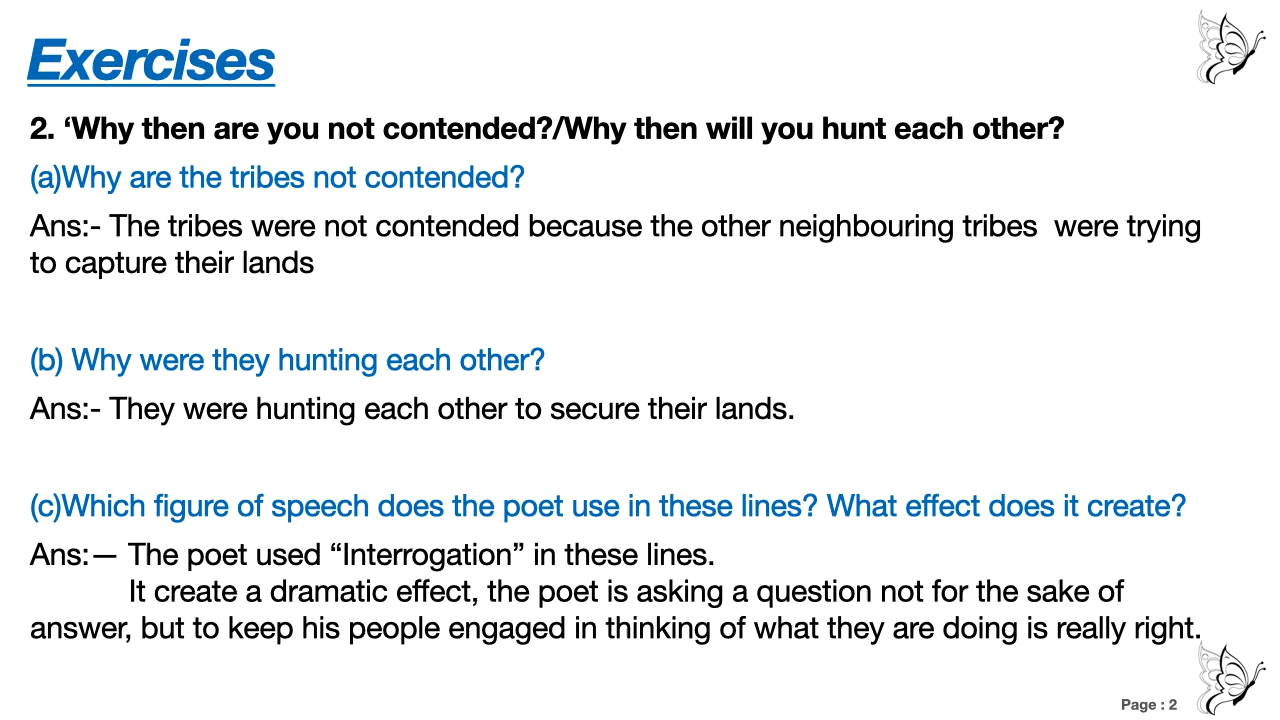 Exercises
2. ‘Why then are you not contended?/Why then will you hunt each other?
(a)Why are the tribes not contended?
Ans:- The tribes were not contended because the other neighbouring tribes  were trying
to capture their lands
(b) Why were they hunting each other?
Ans:- They were hunting each other to secure their lands.
(c)Which figure of speech does the poet use in these lines? What effect does it create?
Ans:— The poet used “Interrogation” in these lines.
It create a dramatic effect, the poet is asking a question not for the sake of
answer, but to keep his people engaged in thinking of what they are doing is really right.
Page : 2